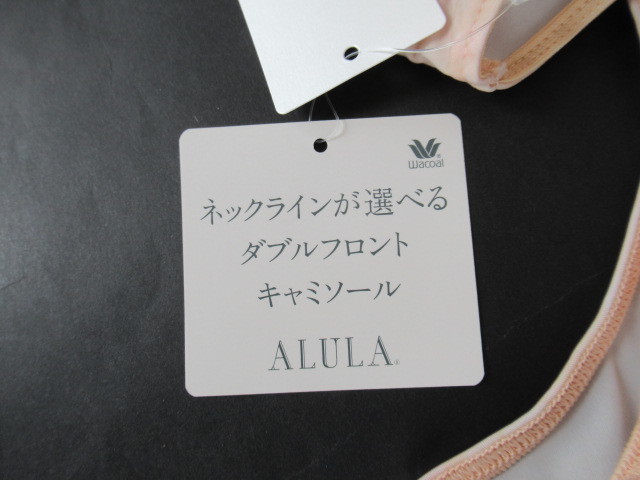 Wacoal
ネックラインが選べる
ダブルフロント
キャミソール
ALULA®